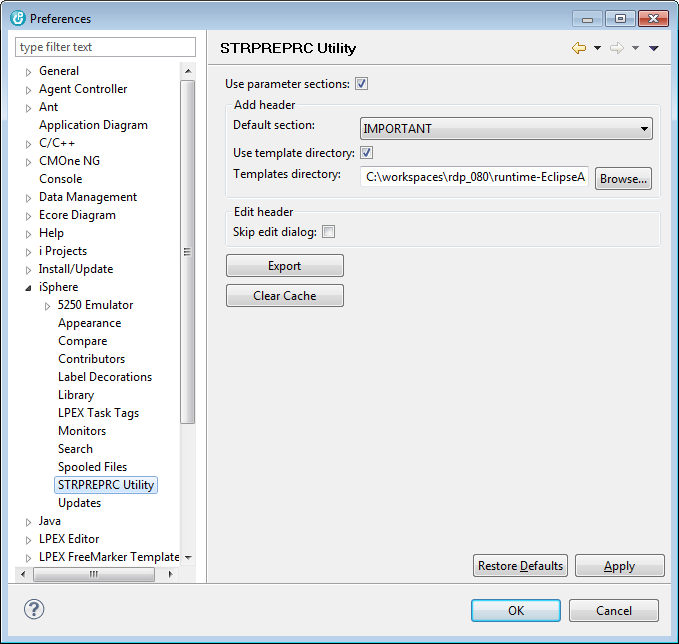 Preferences
type filter text
General
Agent Controller
Ant
Application Diagram
C/C++
CMOne NG
Console
Data Management
Ecore Diagram
Help
i Projects
Install/Update
iSphere
5250 Emulator
Appearance
Compare
Contributors
Label Decorations
Library
LPEX Task Tags
Monitors
Search
Spooled Files
STRPREPRC Utility
Updates
Java
LPEX Editor
LPEX FreeMarker Template
STRPREPRC Utility
Use parameter sections:
Add header
Default section: IMPORTANT
Use template directory:
Templates directory: C:\workspaces\rdp_080\runtime-EclipseA Browse...
Edit header
Skip edit dialog:
Export
Clear Cache
Restore Defaults Apply
? OK Cancel